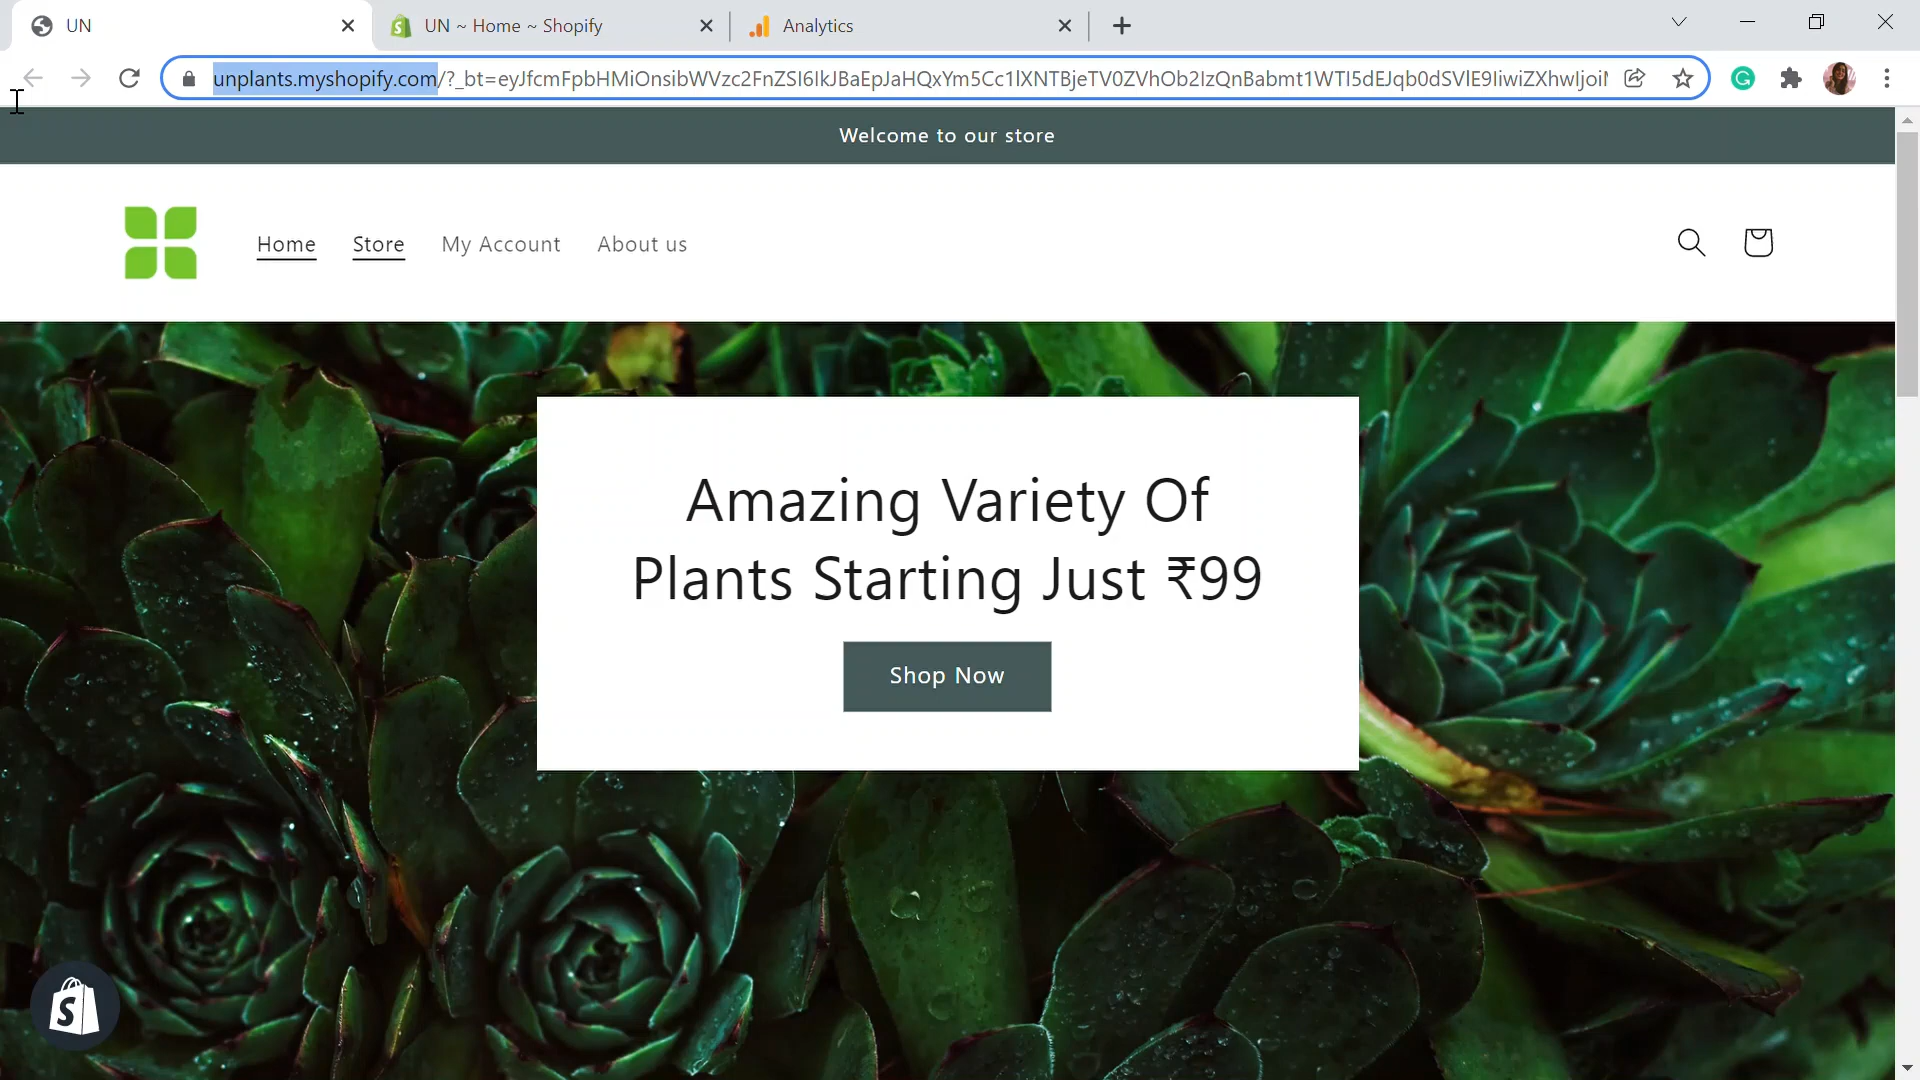 UN
UN ~ Home ~ Shopify
Analytics
unplants.myshopify.com/?_bt=
Welcome to our store
Home
Store
My Account
About us
Amazing Variety Of
Plants Starting Just ₹99
Shop Now